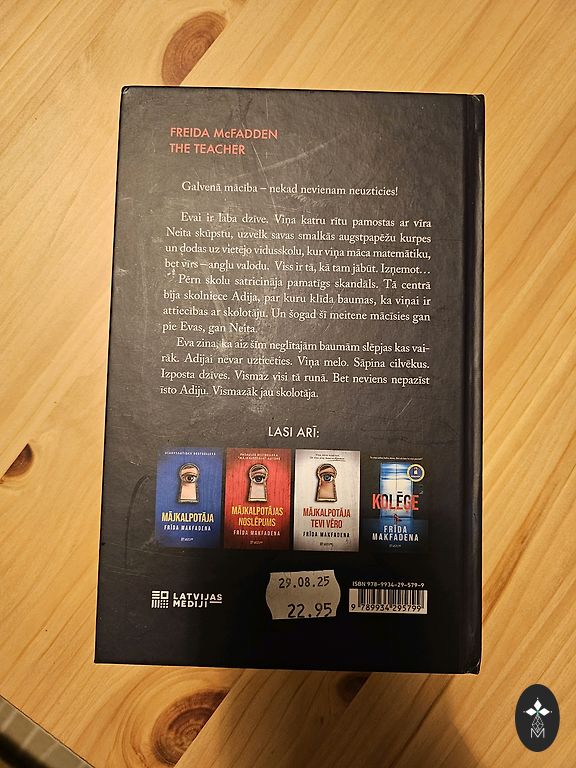 FREIDA McFADDEN
THE TEACHER
Galvenā mācība – nekad nevienam neuzticies!
Evai ir laba dzīve. Viņa katru rītu pamostas ar vīra
Neita skūpstu, uzvelk savas smalkās augstpapēžu kurpes
un dodas uz vietējo vidusskolu, kur viņa māca matemātiku,
bet vīrs – angļu valodu. Viss ir tā, kā tam jābūt. Izņemot…
Pērn skolu satricināja pamatīgs skandāls. Tā centrā
bija skolniece Adija, par kuru klīda baumas, ka viņai ir
attiecības ar skolotāju. Un šogad šī meitene mācīsies gan
pie Evas, gan Neita.
Eva zina, ka aiz šīm neglītajām baumām slēpjas kas vai-
rāk. Adijai nevar uzticēties. Viņa melo. Sāpina cilvēkus.
Izposta dzīves. Vismaz visi tā runā. Bet neviens nepazīst
īsto Adiju. Vismazāk jau skolotāja.
LASI ARĪ:
MĀJKALPOTĀJA
FRĪDA MAKFADENA
MĀJKALPOTĀJAS
NOSLĒPUMS
FRĪDA MAKFADENA
MĀJKALPOTĀJA
TEVI VĒRO
FRĪDA MAKFADENA
KOLĒĢE
FRĪDA
MAKFADENA
LATVIJAS
MEDIJI
29.08.25
22.95
ISBN 978-9934-29-579-9
9 789934 295799
M